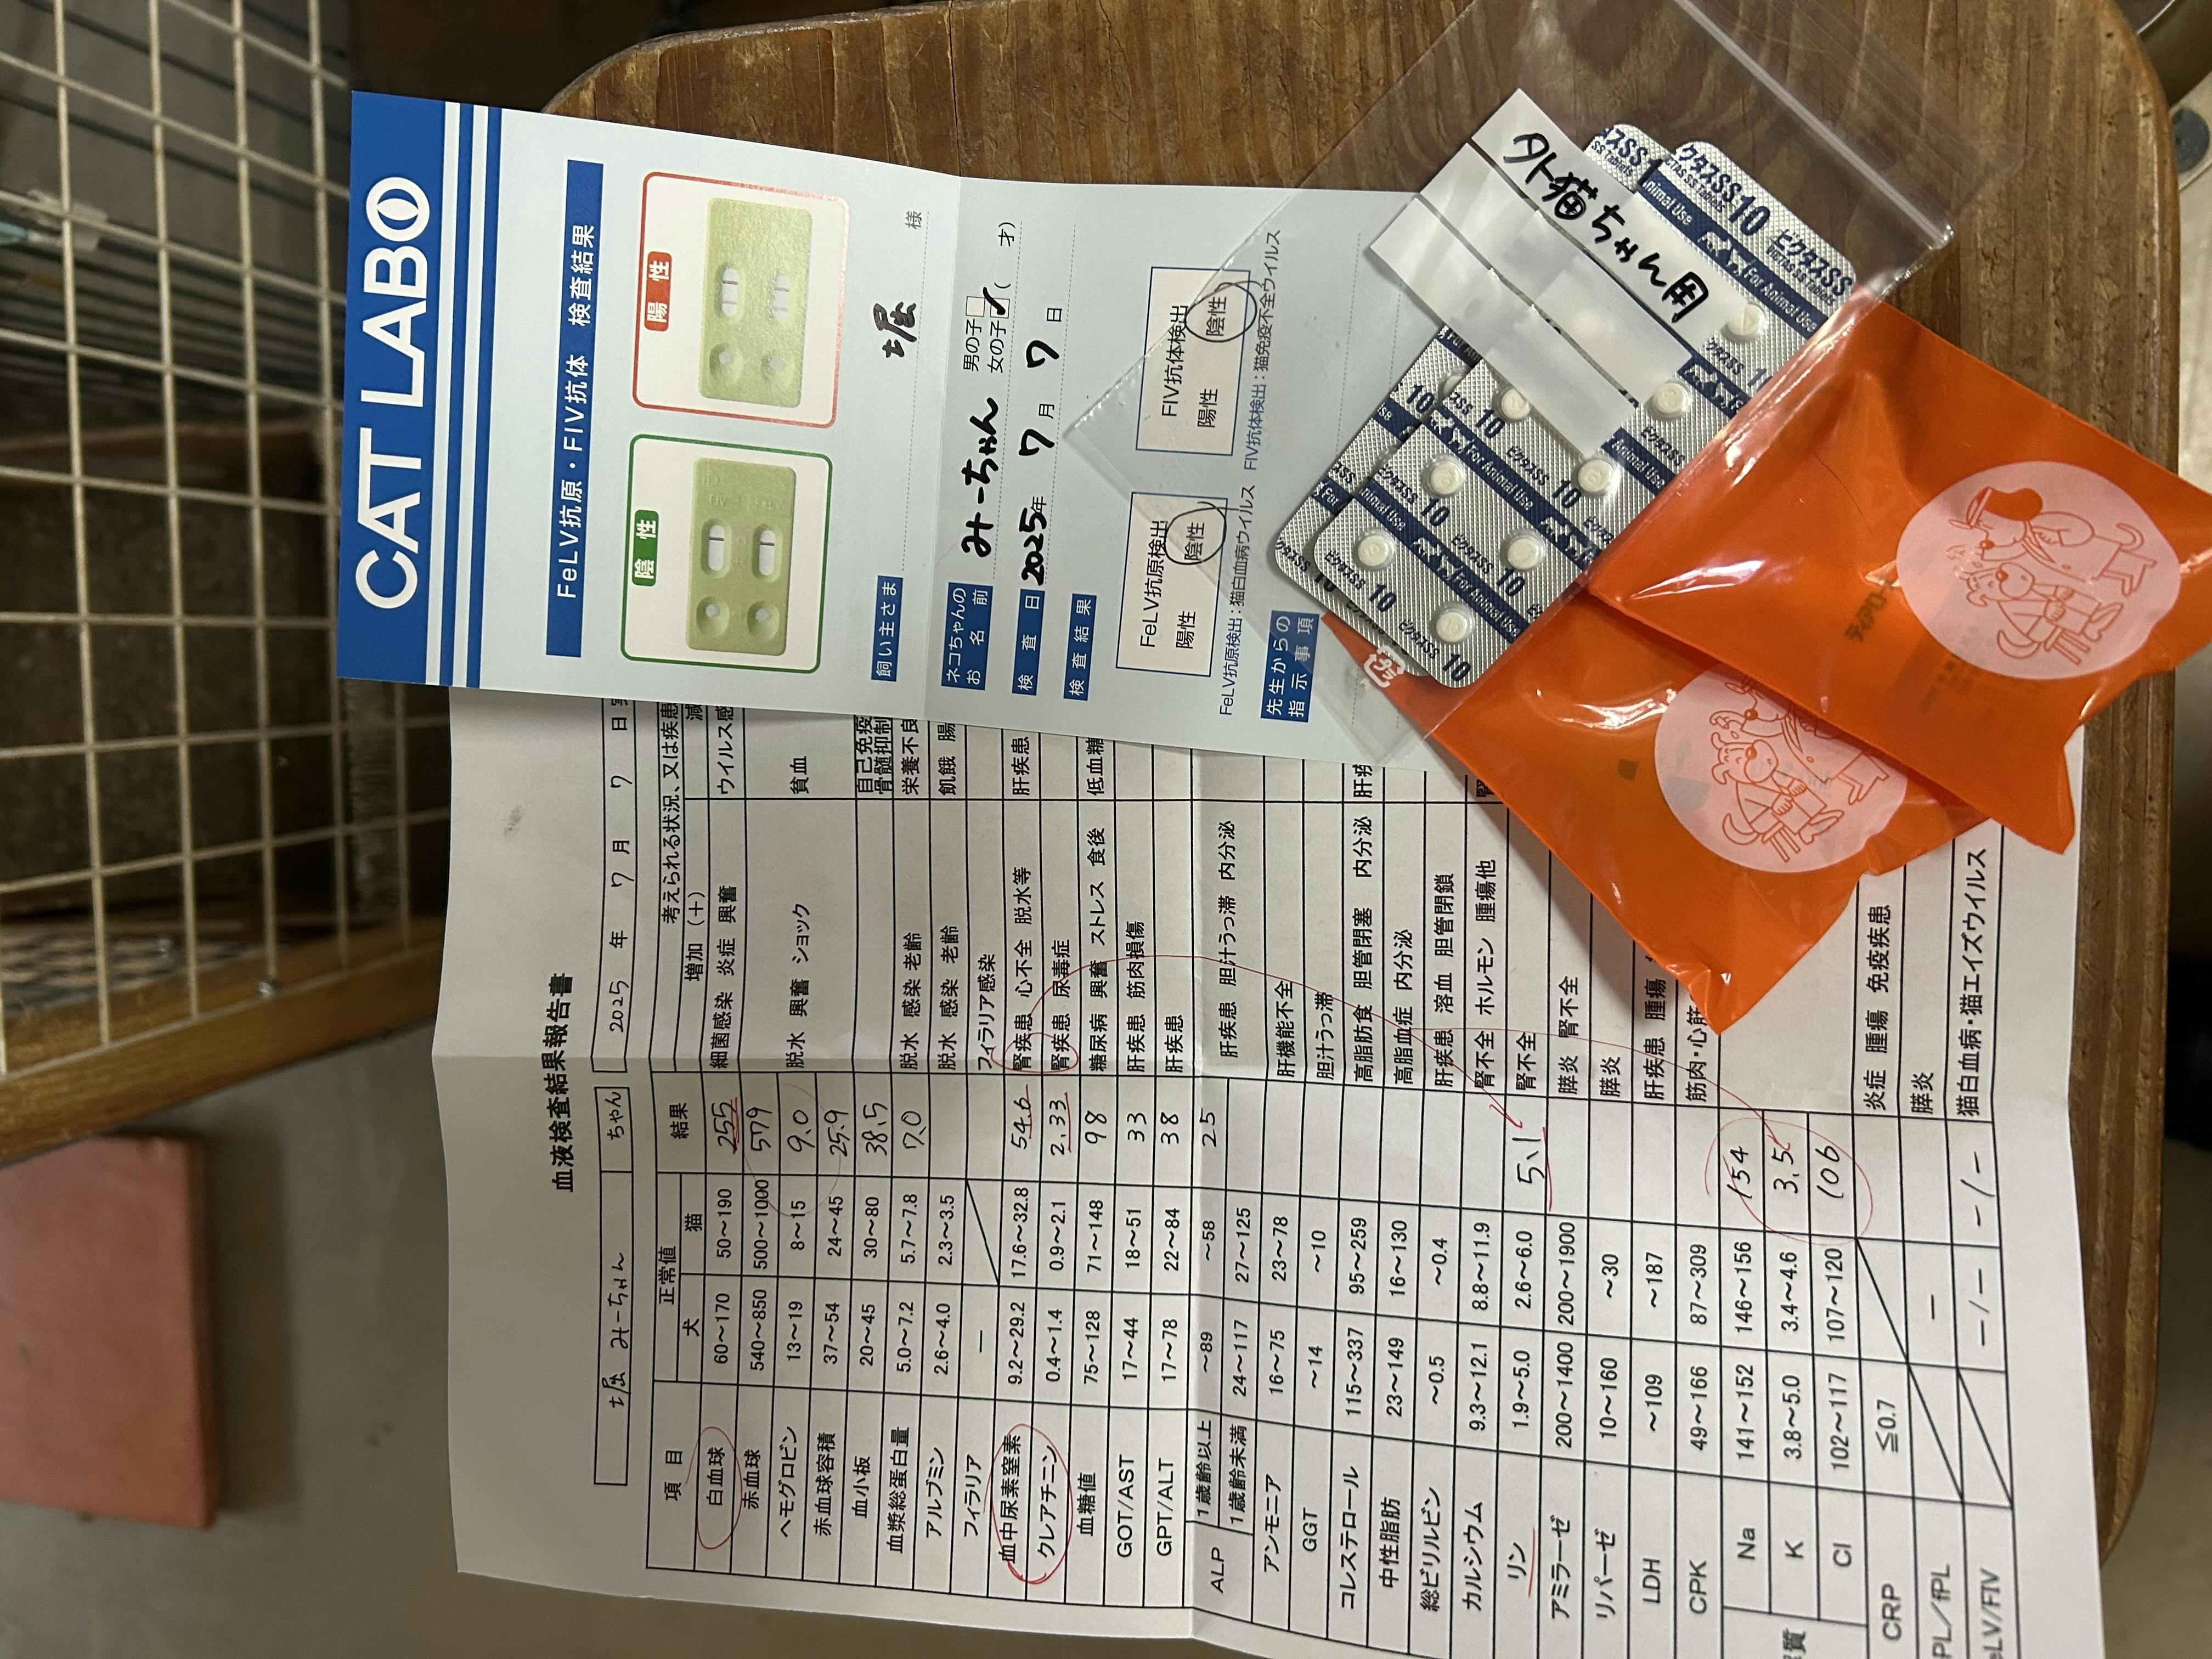 CAT LABO
FeLV抗原・FIV抗体 検査結果
陰性
陽性
飼い主さま 堀 様
ネコちゃんのお名前 みーちゃん 男の子 女の子 ✓ ( 才)
検査日 2025年 7月 7日
検査結果
FeLV抗原検出 陽性 陰性
FIV抗体検出 陽性 陰性
FeLV抗原検出:猫白血病ウイルス FIV抗体検出:猫免疫不全ウイルス
先生からの指示事項
外猫ちゃん用
ビクタスSS10
ビクタスSS
For Animal Use
プラ
血液検査結果報告書
堀 みーちゃん ちゃん 2025 年 7 月 7 日
項目 正常値 結果 考えられる状況、又は疾患
犬 猫 増加(+) 減
白血球 60~170 50~190 255 細菌感染 炎症 興奮 ウイルス感
赤血球 540~850 500~1000 579
ヘモグロビン 13~19 8~15 9.0 脱水 興奮 ショック 貧血
赤血球容積 37~54 24~45 25.9
血小板 20~45 30~80 38.5 自己免疫 骨髄抑制
血漿総蛋白量 5.0~7.2 5.7~7.8 7.0 脱水 感染 老齢 栄養不良
アルブミン 2.6~4.0 2.3~3.5 脱水 感染 老齢 飢餓 腸
フィラリア ― フィラリア感染
血中尿素窒素 9.2~29.2 17.6~32.8 54.6 腎疾患 心不全 脱水等 肝疾患
クレアチニン 0.4~1.4 0.9~2.1 2.33 腎疾患 尿毒症
血糖値 75~128 71~148 98 糖尿病 興奮 ストレス 食後 低血糖
GOT/AST 17~44 18~51 33 肝疾患 筋肉損傷
GPT/ALT 17~78 22~84 38 肝疾患
ALP 1歳齢以上 ~89 ~58 25 肝疾患 胆汁うっ滞 内分泌
1歳齢未満 24~117 27~125
アンモニア 16~75 23~78 肝機能不全
GGT ~14 ~10 胆汁うっ滞
コレステロール 115~337 95~259 高脂肪食 胆管閉塞 内分泌
中性脂肪 23~149 16~130 高脂血症 内分泌
総ビリルビン ~0.5 ~0.4 肝疾患 溶血 胆管閉鎖
カルシウム 9.3~12.1 8.8~11.9 腎不全 ホルモン 腫瘍他
リン 1.9~5.0 2.6~6.0 5.1 腎不全
アミラーゼ 200~1400 200~1900 膵炎 腎不全
リパーゼ 10~160 ~30 膵炎
LDH ~109 ~187 肝疾患 腫瘍
CPK 49~166 87~309 筋肉・心筋
質 Na 141~152 146~156 154
K 3.8~5.0 3.4~4.6 3.5
Cl 102~117 107~120 106
CRP ≦0.7 炎症 腫瘍 免疫疾患
PL/fPL ― 膵炎
eLV/FIV ―/― -/- 猫白血病・猫エイズウイルス